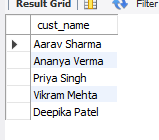 Result Grid Filter
cust_name
Aarav Sharma
Ananya Verma
Priya Singh
Vikram Mehta
Deepika Patel